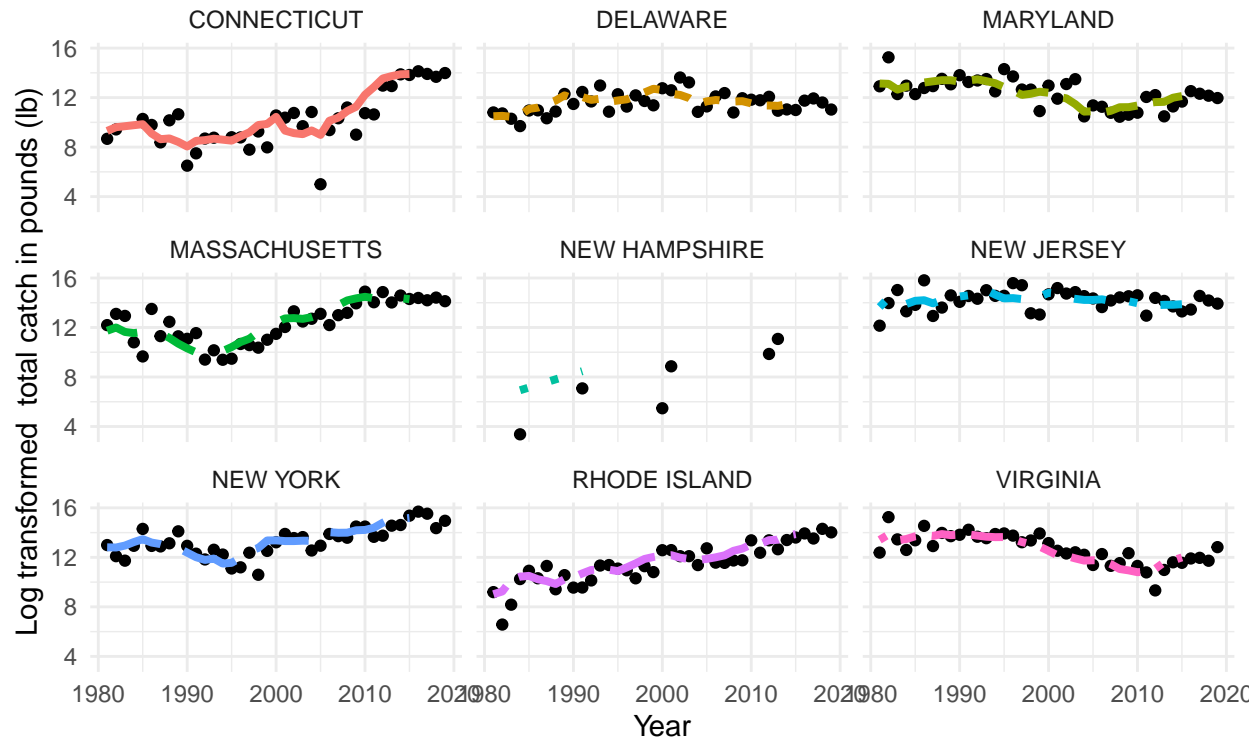 CONNECTICUT DELAWARE MARYLAND
16
12
8
4
MASSACHUSETTS NEW HAMPSHIRE NEW JERSEY
16
12
8
4
NEW YORK RHODE ISLAND VIRGINIA
16
12
8
4
1980 1990 2000 2010 2020 1980 1990 2000 2010 2020 1980 1990 2000 2010 2020
Year
Log transformed  total catch in pounds (lb)